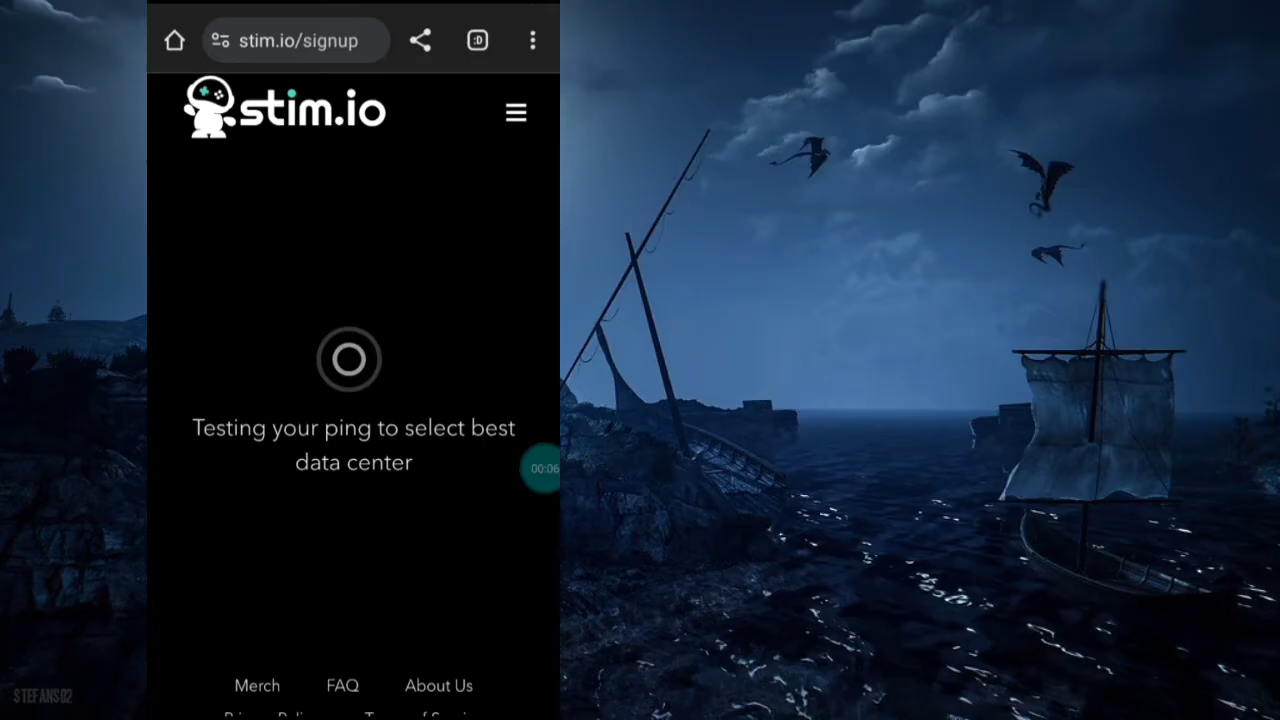 stim.io/signup
:D
stim.io
Testing your ping to select best
data center
00:06
Merch FAQ About Us
STEFANS02